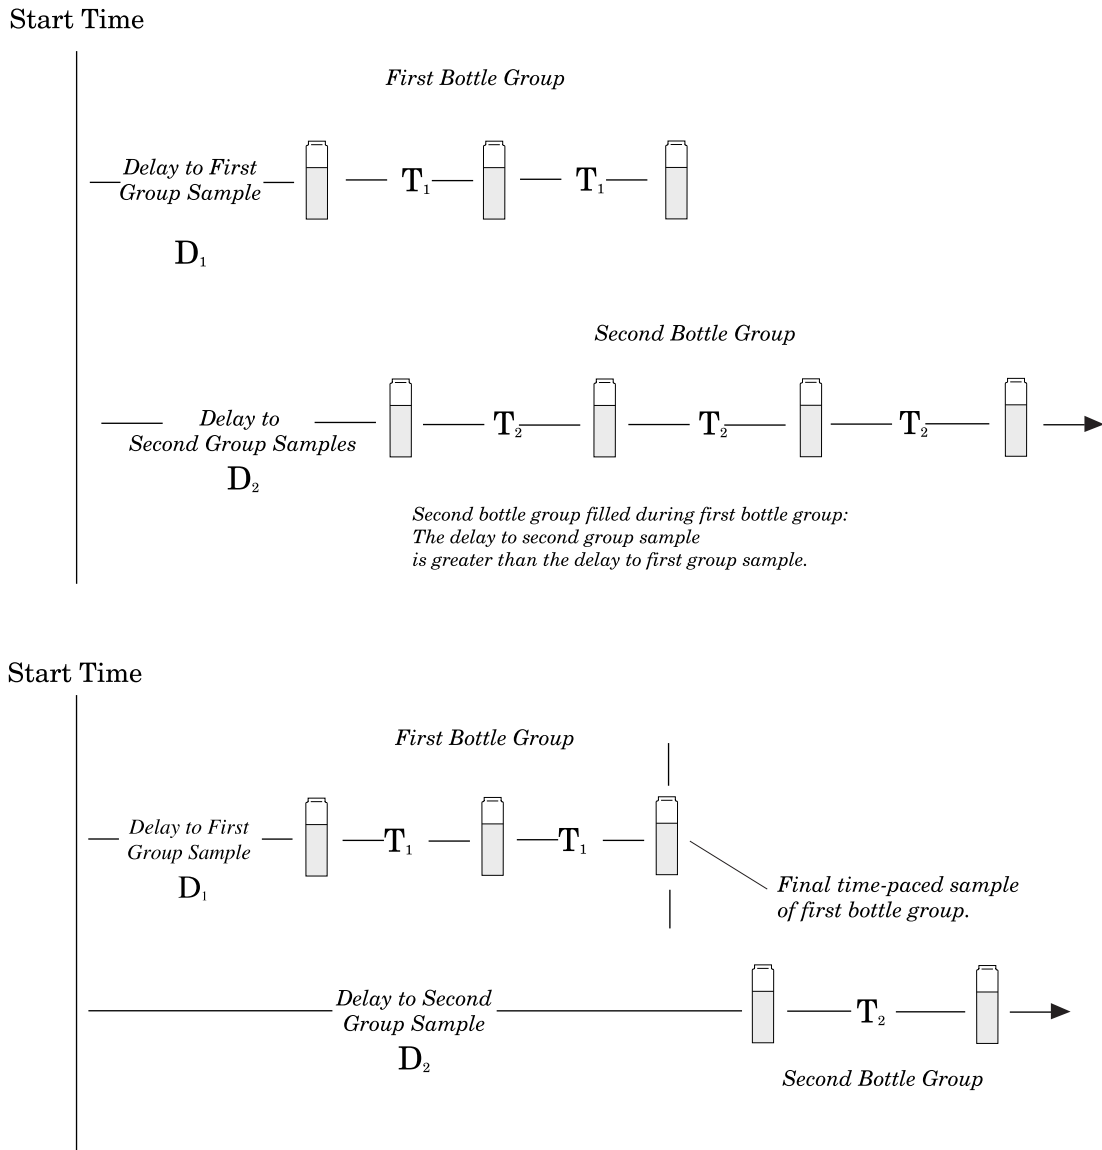 Start Time
First Bottle Group
Delay to First
Group Sample
T1
T1
D1
Second Bottle Group
Delay to
Second Group Samples
T2
T2
T2
D2
Second bottle group filled during first bottle group:
The delay to second group sample
is greater than the delay to first group sample.
Start Time
First Bottle Group
Delay to First
Group Sample
T1
T1
D1
Final time-paced sample
of first bottle group.
Delay to Second
Group Sample
T2
D2
Second Bottle Group